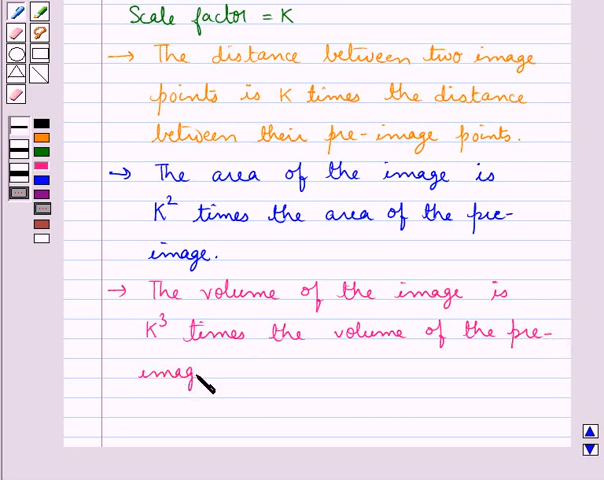 Scale factor = K
→ The distance between two image
points is K times the distance
between their pre-image points.
→ The area of the image is
K² times the area of the pre-
image.
→ The volume of the image is
K³ times the volume of the pre-
imag